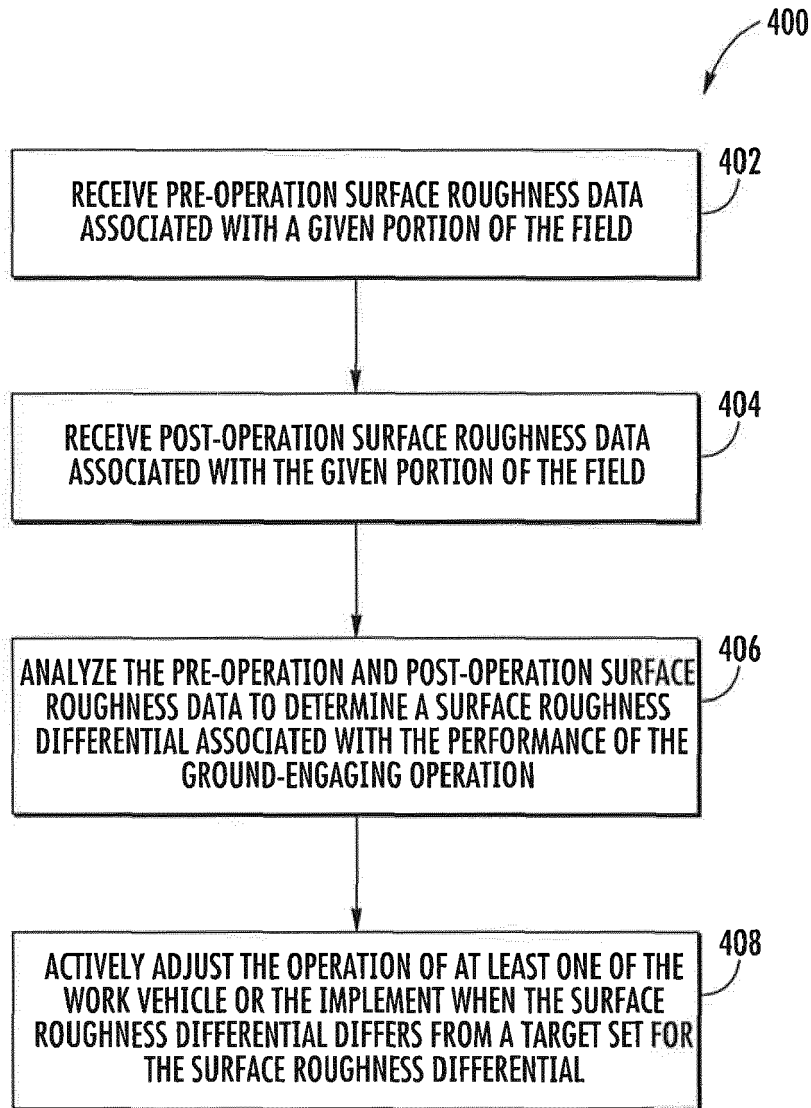 400
402
RECEIVE PRE-OPERATION SURFACE ROUGHNESS DATA
ASSOCIATED WITH A GIVEN PORTION OF THE FIELD
404
RECEIVE POST-OPERATION SURFACE ROUGHNESS DATA
ASSOCIATED WITH THE GIVEN PORTION OF THE FIELD
406
ANALYZE THE PRE-OPERATION AND POST-OPERATION SURFACE
ROUGHNESS DATA TO DETERMINE A SURFACE ROUGHNESS
DIFFERENTIAL ASSOCIATED WITH THE PERFORMANCE OF THE
GROUND-ENGAGING OPERATION
408
ACTIVELY ADJUST THE OPERATION OF AT LEAST ONE OF THE
WORK VEHICLE OR THE IMPLEMENT WHEN THE SURFACE
ROUGHNESS DIFFERENTIAL DIFFERS FROM A TARGET SET FOR
THE SURFACE ROUGHNESS DIFFERENTIAL